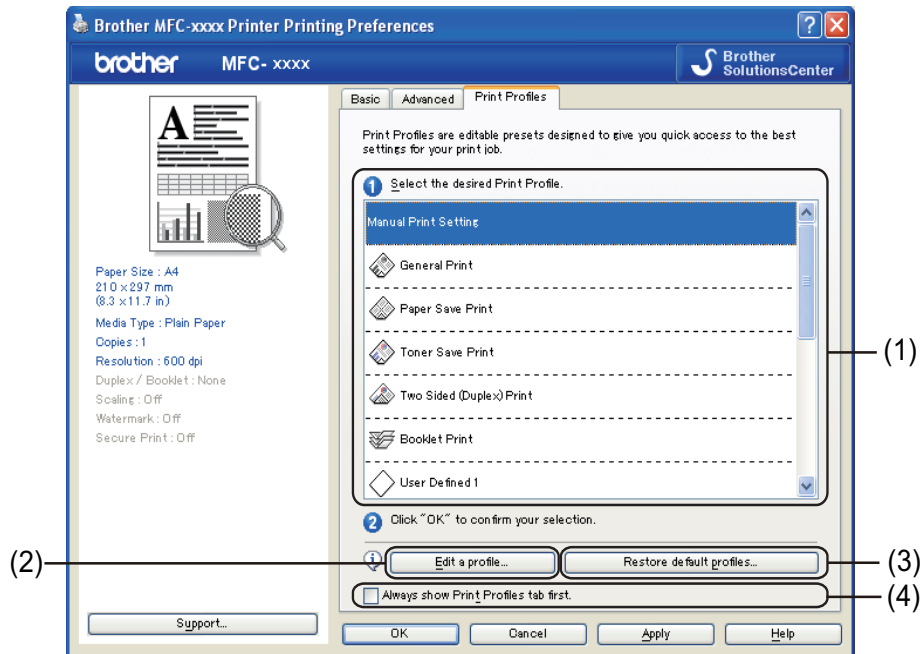 Brother MFC-xxxx Printer Printing Preferences
brother MFC- xxxx
Brother
SolutionsCenter
A
Paper Size : A4
210 x 297 mm
(8.3 x 11.7 in)
Media Type : Plain Paper
Copies : 1
Resolution : 600 dpi
Duplex / Booklet : None
Scaling : Off
Watermark : Off
Secure Print : Off
Support...
Basic Advanced Print Profiles
Print Profiles are editable presets designed to give you quick access to the best
settings for your print job.
1 Select the desired Print Profile.
Manual Print Setting
General Print
Paper Save Print
Toner Save Print
Two Sided (Duplex) Print
Booklet Print
User Defined 1
(1)
2 Click "OK" to confirm your selection.
(2) Edit a profile... Restore default profiles... (3)
Always show Print Profiles tab first. (4)
OK Cancel Apply Help